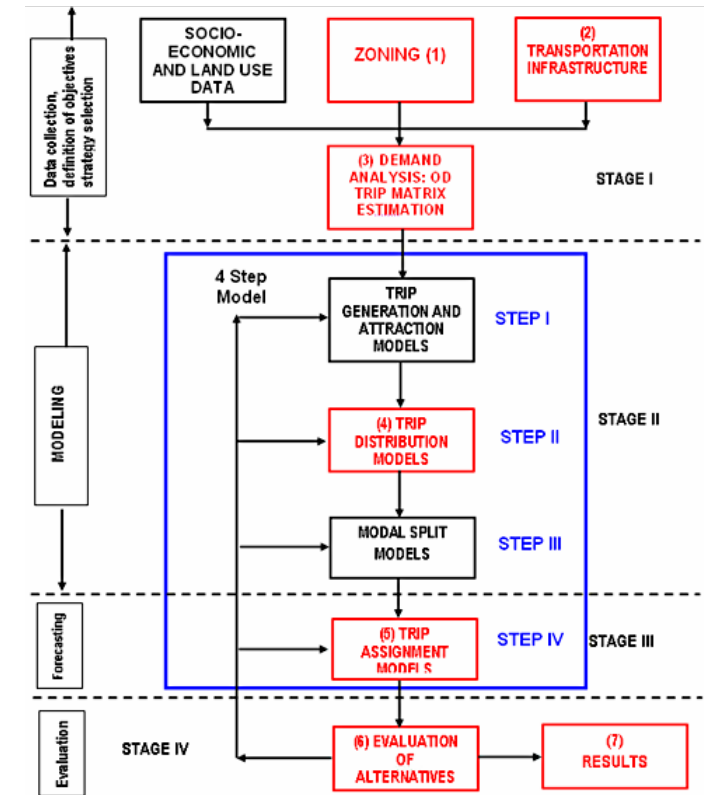 SOCIO-
ECONOMIC
AND LAND USE
DATA
ZONING (1)
(2)
TRANSPORTATION
INFRASTRUCTURE
Data collection,
definition of objectives
strategy selection
(3) DEMAND
ANALYSIS: OD
TRIP MATRIX
ESTIMATION
STAGE I
4 Step
Model
TRIP
GENERATION AND
ATTRACTION
MODELS
STEP I
MODELING
(4) TRIP
DISTRIBUTION
MODELS
STEP II
STAGE II
MODAL SPLIT
MODELS
STEP III
Forecasting
(5) TRIP
ASSIGNMENT
MODELS
STEP IV
STAGE III
Evaluation
STAGE IV
(6) EVALUATION
OF
ALTERNATIVES
(7)
RESULTS